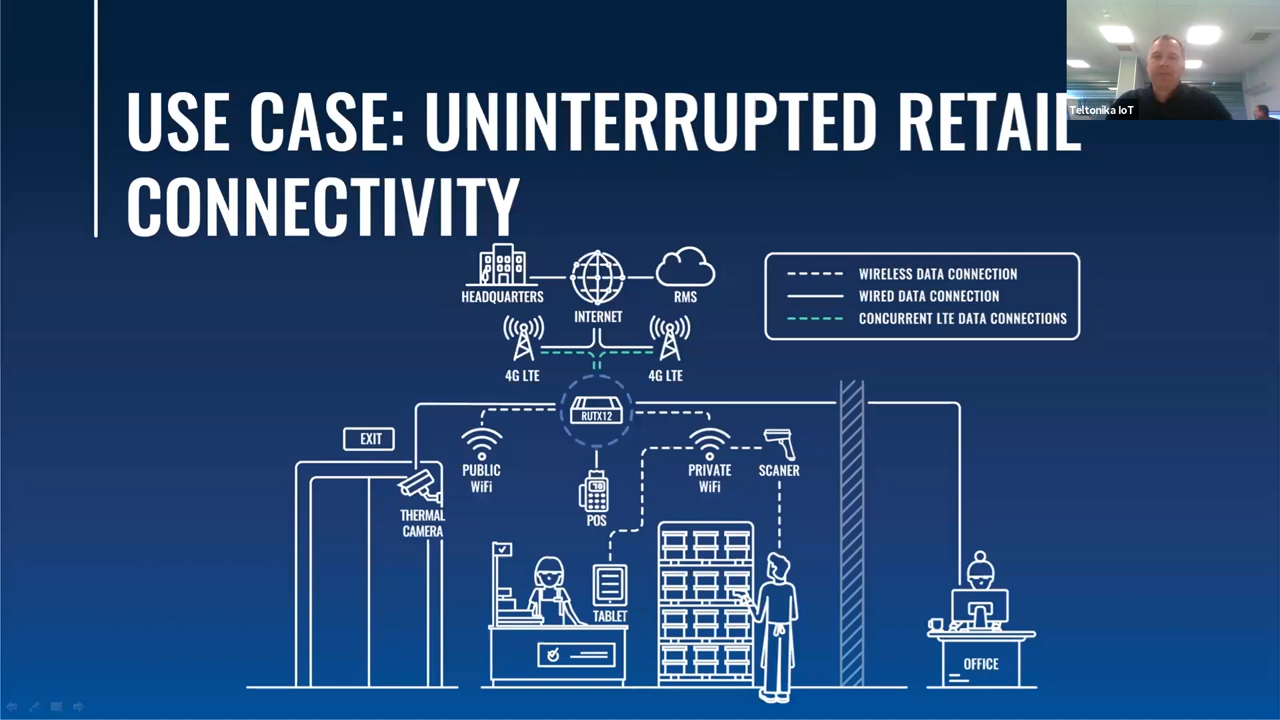 Teltonika IoT
USE CASE: UNINTERRUPTED RETAIL
CONNECTIVITY
HEADQUARTERS
INTERNET
RMS
WIRELESS DATA CONNECTION
WIRED DATA CONNECTION
CONCURRENT LTE DATA CONNECTIONS
4G LTE
4G LTE
RUTX12
EXIT
PUBLIC
WiFi
PRIVATE
WiFi
SCANER
THERMAL
CAMERA
POS
TABLET
OFFICE